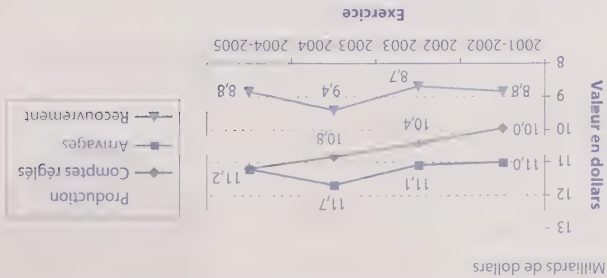 Milliards de dollars
Valeur en dollars
13
12
11
10
9
8
11,0
11,1
11,7
11,2
10,0
10,4
10,8
8,8
8,7
9,4
8,8
2001-2002 2002 2003 2003 2004 2004-2005
Exercice
Production
Comptes réglés
Arrivages
Recouvrement